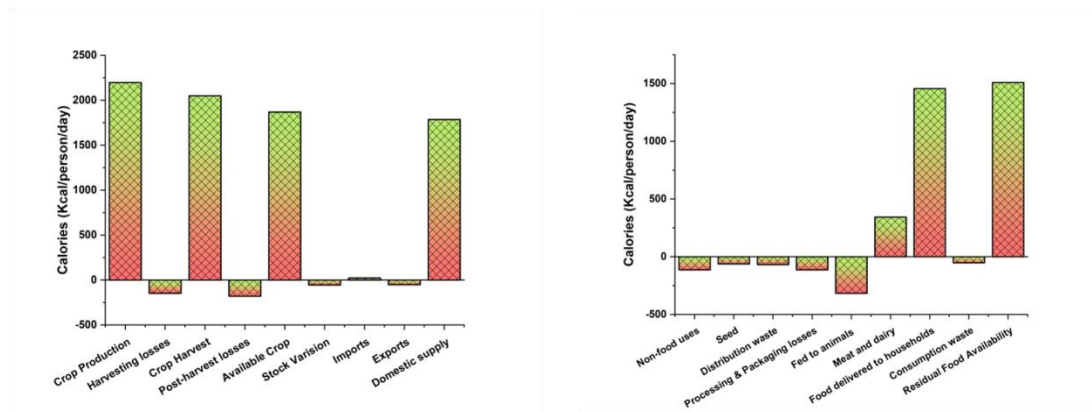 Calories (Kcal/person/day)
2500
2000
1500
1000
500
0
-500
Crop Production
Harvesting losses
Crop Harvest
Post-harvest losses
Available Crop
Stock Varision
Imports
Exports
Domestic supply
Calories (Kcal/person/day)
1500
1000
500
0
-500
Non-food uses
Seed
Distribution waste
Processing & Packaging losses
Fed to animals
Meat and dairy
Food delivered to households
Consumption waste
Residual Food Availability